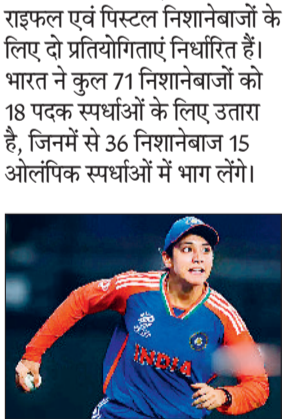 राइफल एवं पिस्टल निशानेबाजों के
लिए दो प्रतियोगिताएं निर्धारित हैं।
भारत ने कुल 71 निशानेबाजों को
18 पदक स्पर्धाओं के लिए उतारा
है, जिनमें से 36 निशानेबाज 15
ओलंपिक स्पर्धाओं में भाग लेंगे।
INDIA